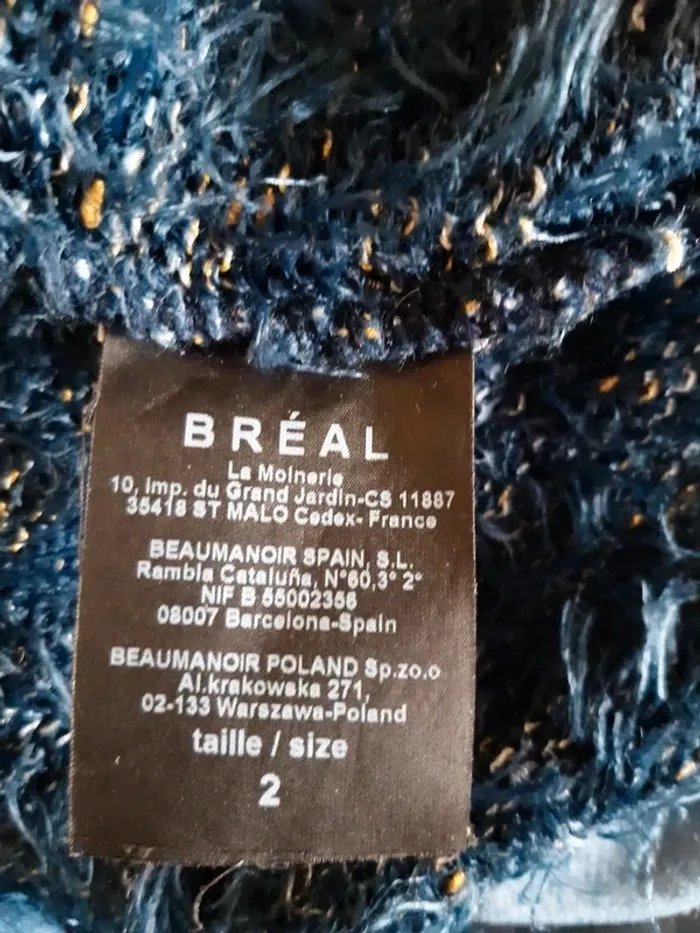 BRÉAL
La Moinerie
10, imp. du Grand Jardin-CS 11887
35418 ST MALO Cedex- France
BEAUMANOIR SPAIN, S.L.
Rambla Cataluña, N°60,3° 2°
NIF B 55002356
08007 Barcelona-Spain
BEAUMANOIR POLAND Sp.zo.o
Al.krakowska 271,
02-133 Warszawa-Poland
taille / size
2